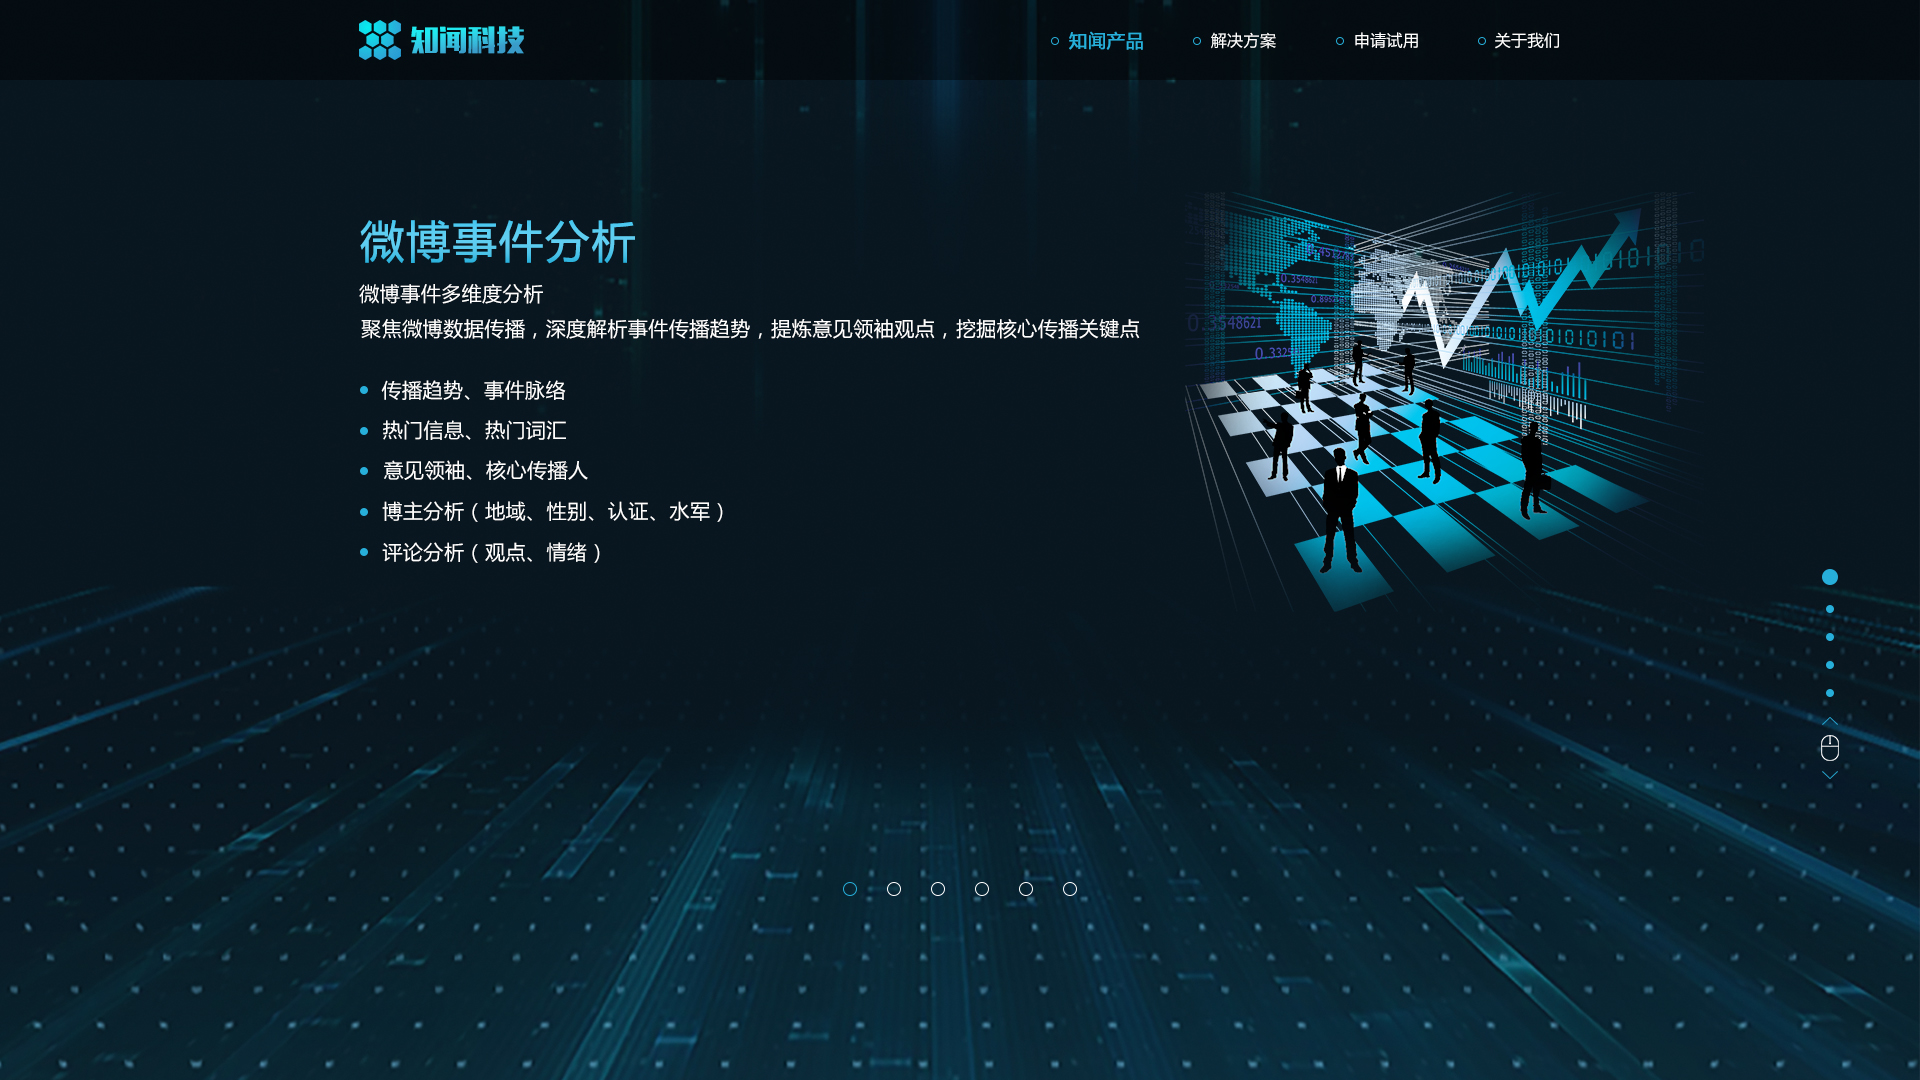 知闻科技
知闻产品
解决方案
申请试用
关于我们
微博事件分析
微博事件多维度分析
聚焦微博数据传播，深度解析事件传播趋势，提炼意见领袖观点，挖掘核心传播关键点
传播趋势、事件脉络
热门信息、热门词汇
意见领袖、核心传播人
博主分析（地域、性别、认证、水军）
评论分析（观点、情绪）
0.3548621